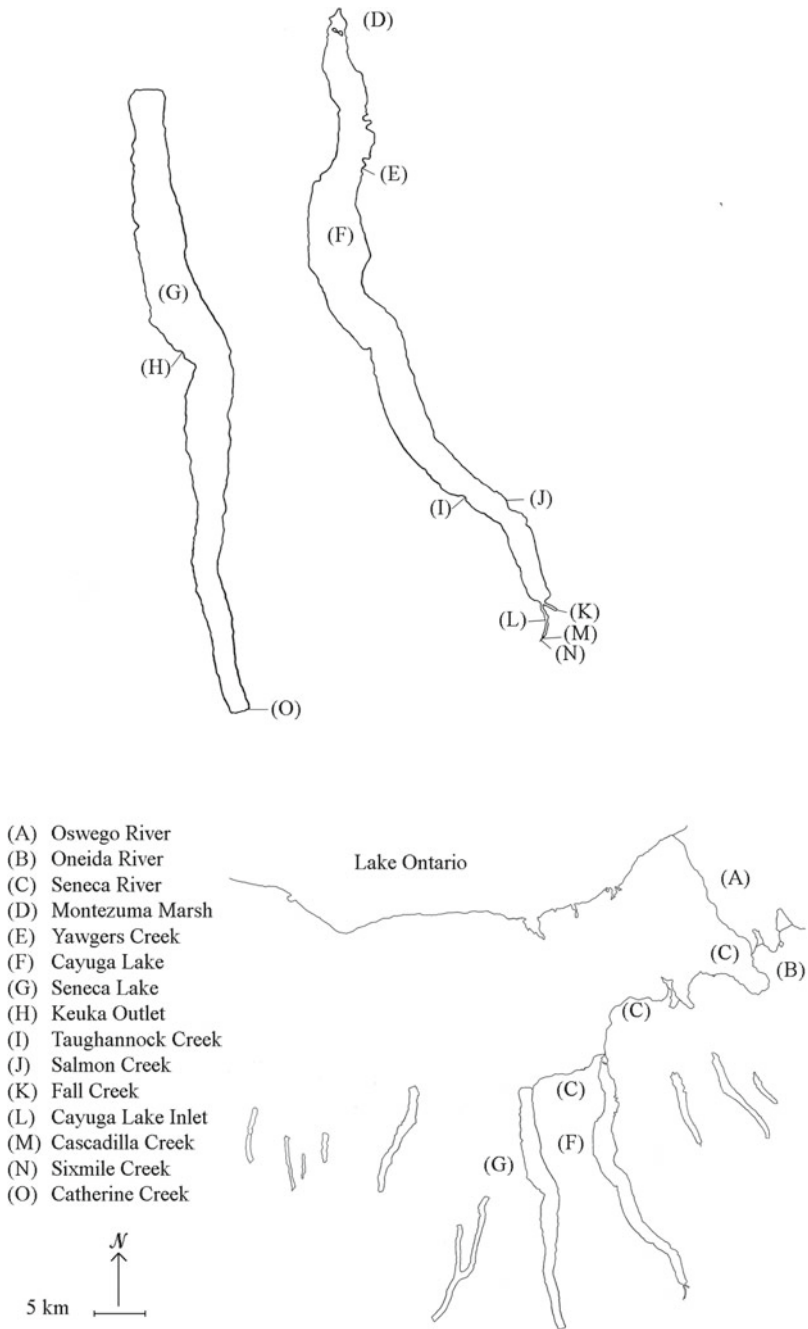 (D)
(E)
(F)
(G)
(H)
(I)
(J)
(K)
(L)
(M)
(N)
(O)
(A) Oswego River
(B) Oneida River
(C) Seneca River
(D) Montezuma Marsh
(E) Yawgers Creek
(F) Cayuga Lake
(G) Seneca Lake
(H) Keuka Outlet
(I) Taughannock Creek
(J) Salmon Creek
(K) Fall Creek
(L) Cayuga Lake Inlet
(M) Cascadilla Creek
(N) Sixmile Creek
(O) Catherine Creek
N
5 km
Lake Ontario
(A)
(C)
(B)
(C)
(C)
(F)
(G)